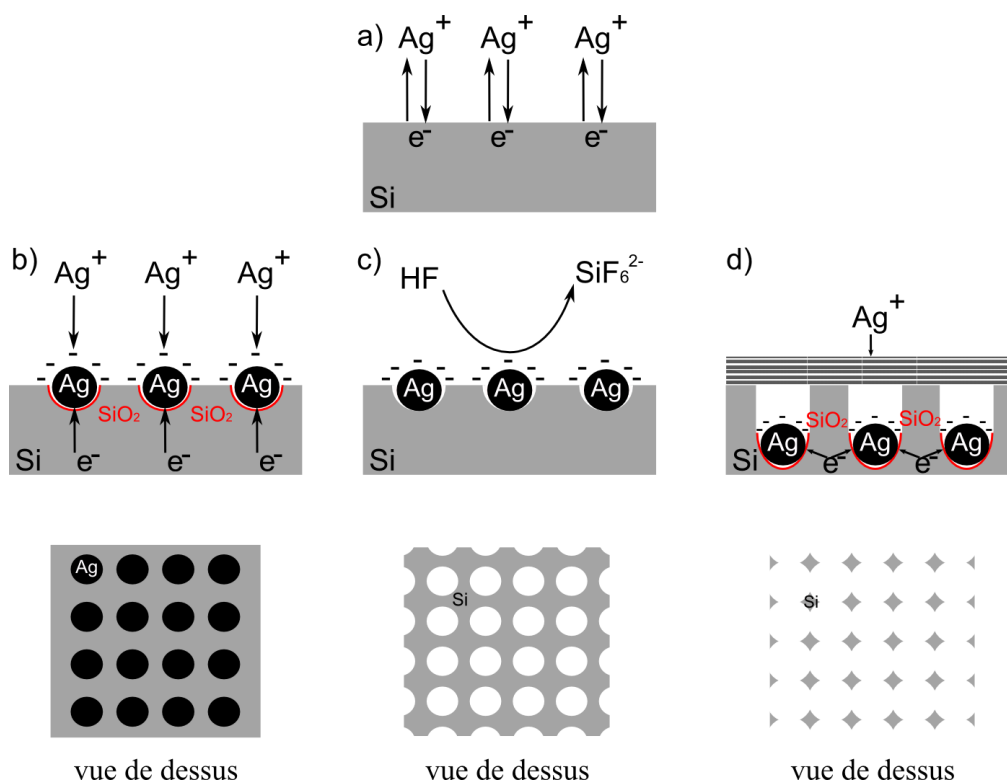 a)
Ag⁺ Ag⁺ Ag⁺
e⁻ e⁻ e⁻
Si
b)
Ag⁺ Ag⁺ Ag⁺
- - -
- - - - - -
- Ag - - Ag - - Ag -
SiO₂ SiO₂
Si e⁻ e⁻ e⁻
c)
HF SiF₆²⁻
- - -
- - - - - -
- Ag - - Ag - - Ag -
Si
d)
Ag⁺
SiO₂ SiO₂
Ag Ag Ag
Si e⁻ e⁻
Ag
vue de dessus
Si
vue de dessus
Si
vue de dessus